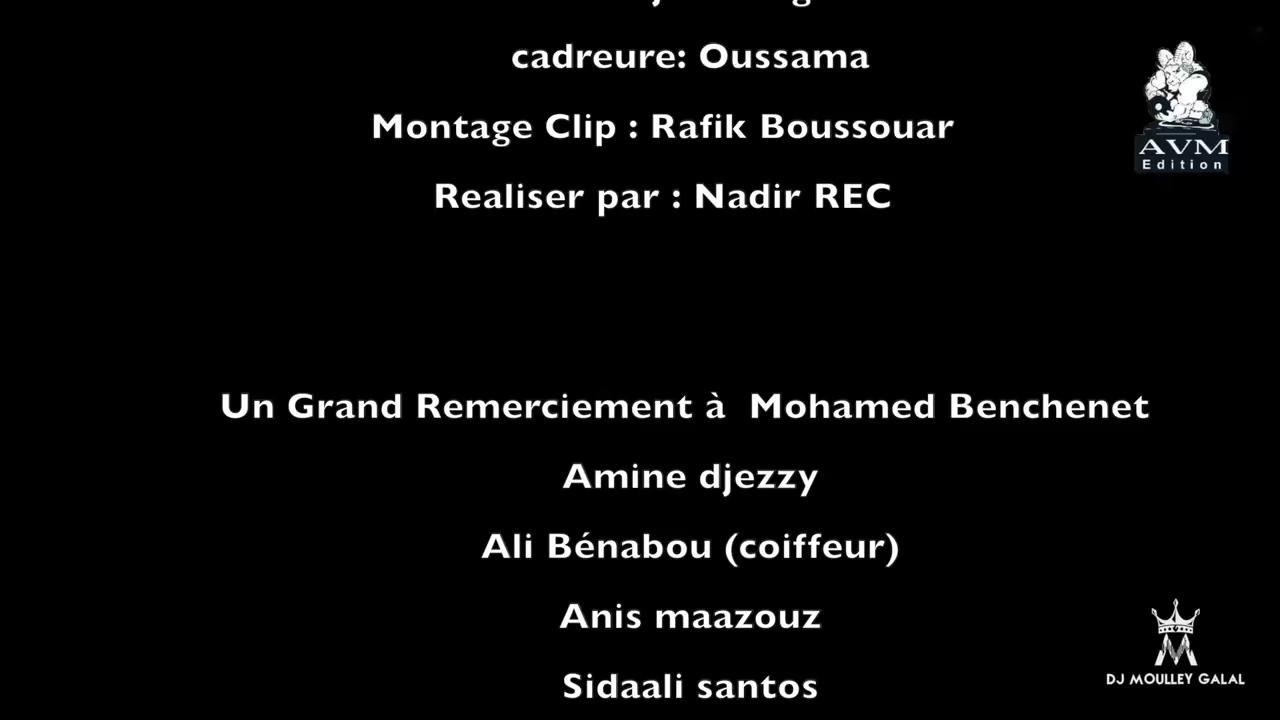 cadreure: Oussama
Montage Clip : Rafik Boussouar
Realiser par : Nadir REC
Un Grand Remerciement à Mohamed Benchenet
Amine djezzy
Ali Bénabou (coiffeur)
Anis maazouz
Sidaali santos
AVM
Edition
DJ MOULLEY GALAL